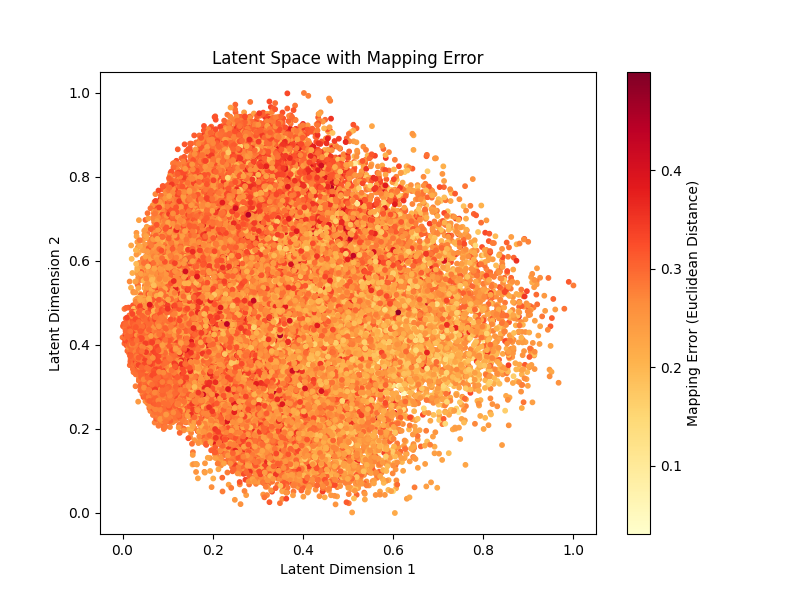 Latent Space with Mapping Error
1.0
0.8
0.6
0.4
0.2
0.0
Latent Dimension 2
0.0 0.2 0.4 0.6 0.8 1.0
Latent Dimension 1
0.4
0.3
0.2
0.1
Mapping Error (Euclidean Distance)